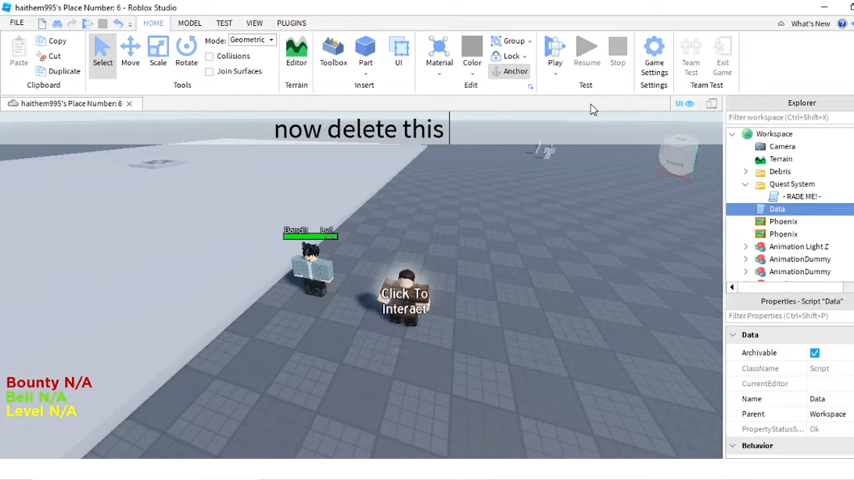 haithem995's Place Number: 6 - Roblox Studio
FILE
HOME
MODEL
TEST
VIEW
PLUGINS
What's New
Paste
Copy
Cut
Duplicate
Clipboard
Select
Move
Scale
Rotate
Mode: Geometric
Collisions
Join Surfaces
Tools
Editor
Terrain
Toolbox
Part
UI
Insert
Material
Color
Group
Lock
Anchor
Edit
Play
Resume
Stop
Test
Game Settings
Settings
Team Test
Exit Game
Team Test
haithem995's Place Number: 6
UI
now delete this
Click To
Interact
Bounty N/A
Beli N/A
Level N/A
Explorer
Filter workspace (Ctrl+Shift+X)
Workspace
Camera
Terrain
Debris
Quest System
- RADE ME! -
Data
Phoenix
Phoenix
Animation Light Z
AnimationDummy
AnimationDummy
Properties - Script "Data"
Filter Properties (Ctrl+Shift+P)
Data
Archivable
ClassName Script
CurrentEditor
Name Data
Parent Workspace
PropertyStatusS... Ok
Behavior